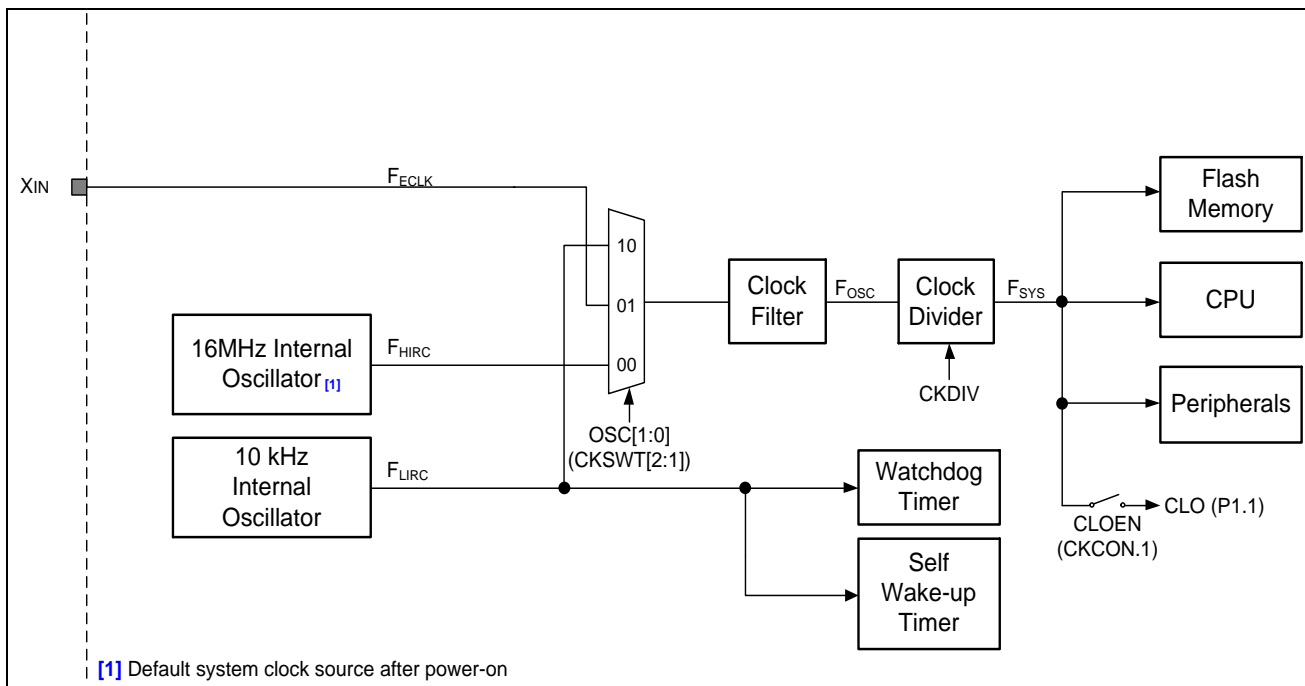 XIN
FECLK
10
01
00
16MHz Internal
Oscillator [1]
FHIRC
OSC[1:0]
(CKSWT[2:1])
10 kHz
Internal
Oscillator
FLIRC
Clock
Filter
FOSC
Clock
Divider
FSYS
CKDIV
Watchdog
Timer
Self
Wake-up
Timer
Flash
Memory
CPU
Peripherals
CLO (P1.1)
CLOEN
(CKCON.1)
[1] Default system clock source after power-on